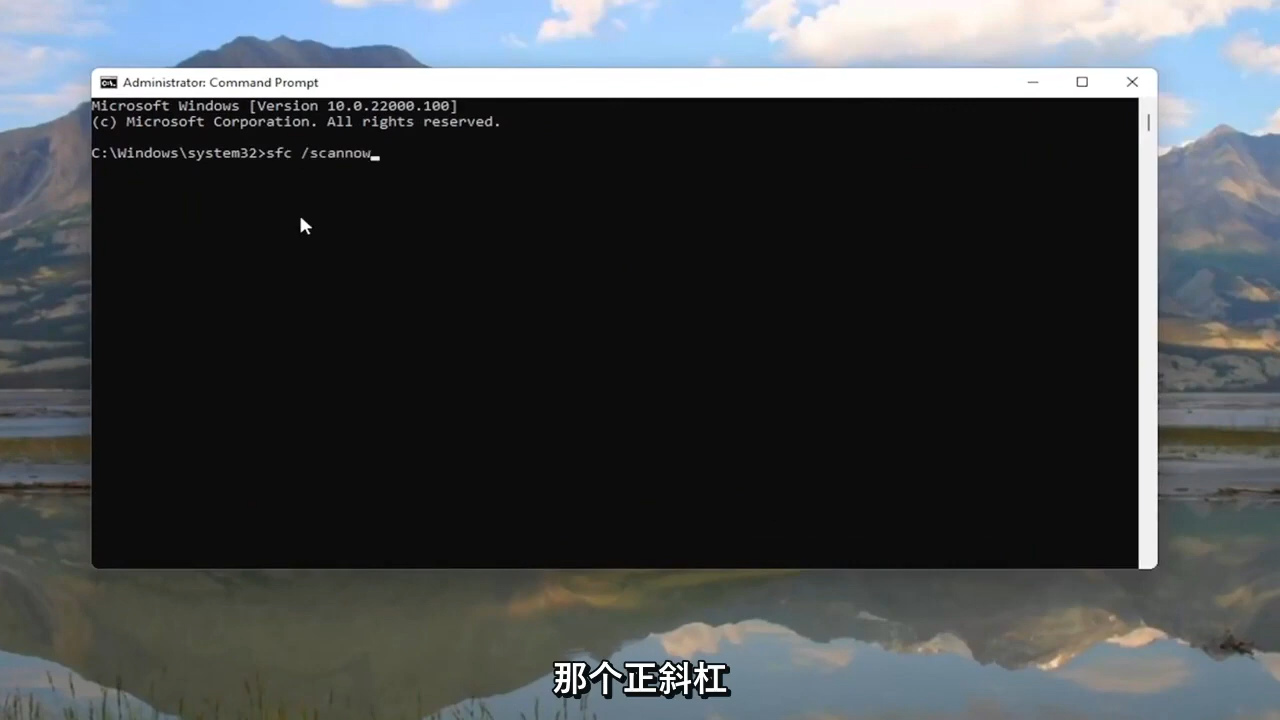 Administrator: Command Prompt
Microsoft Windows [Version 10.0.22000.100]
(c) Microsoft Corporation. All rights reserved.
C:\Windows\system32>sfc /scannow
那个正斜杠